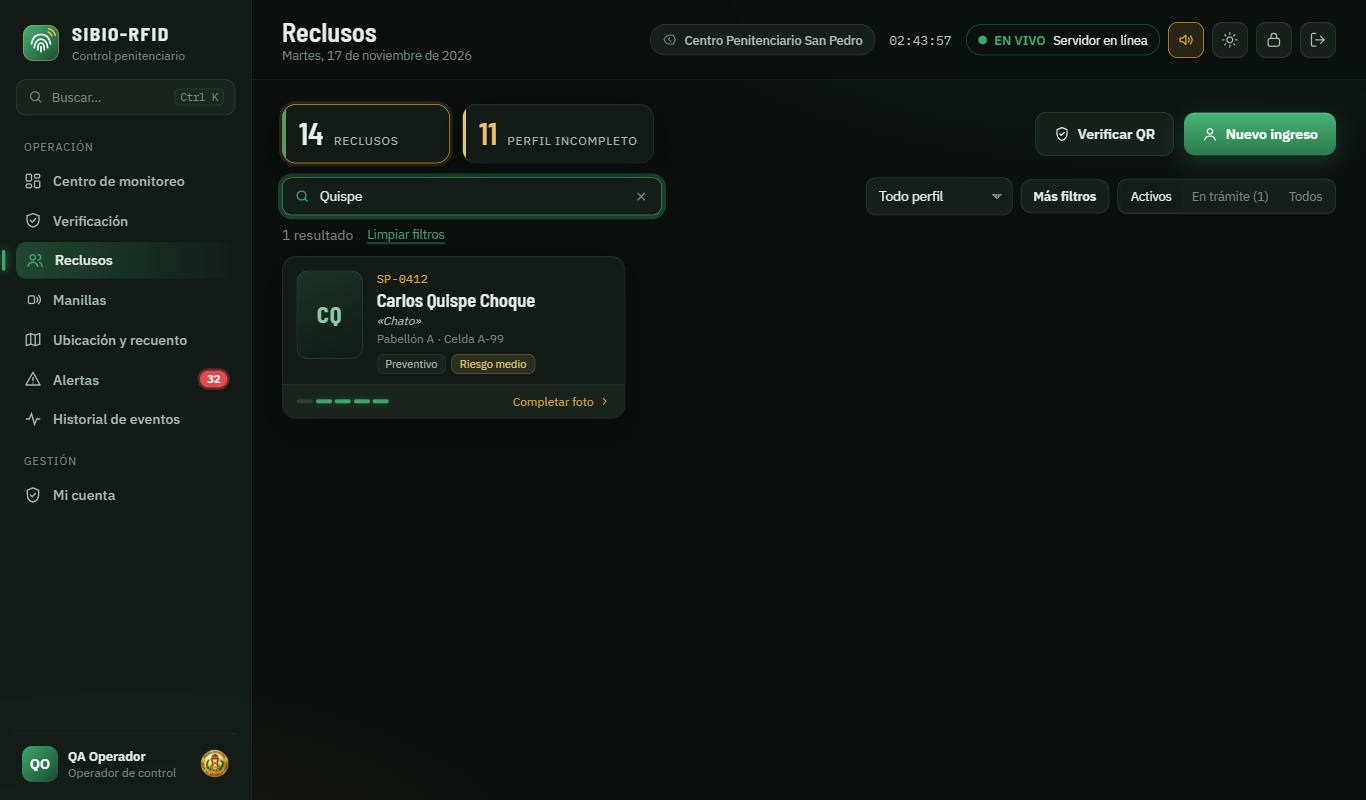 SIBIO-RFID
Control penitenciario
Buscar... Ctrl K
OPERACIÓN
Centro de monitoreo
Verificación
Reclusos
Manillas
Ubicación y recuento
Alertas 32
Historial de eventos
GESTIÓN
Mi cuenta
QO QA Operador
Operador de control
Reclusos
Martes, 17 de noviembre de 2026
Centro Penitenciario San Pedro 02:43:57 EN VIVO Servidor en línea
14 RECLUSOS 11 PERFIL INCOMPLETO Verificar QR Nuevo ingreso
Quispe Todo perfil Más filtros Activos En trámite (1) Todos
1 resultado Limpiar filtros
CQ
SP-0412
Carlos Quispe Choque
«Chato»
Pabellón A · Celda A-99
Preventivo Riesgo medio
Completar foto